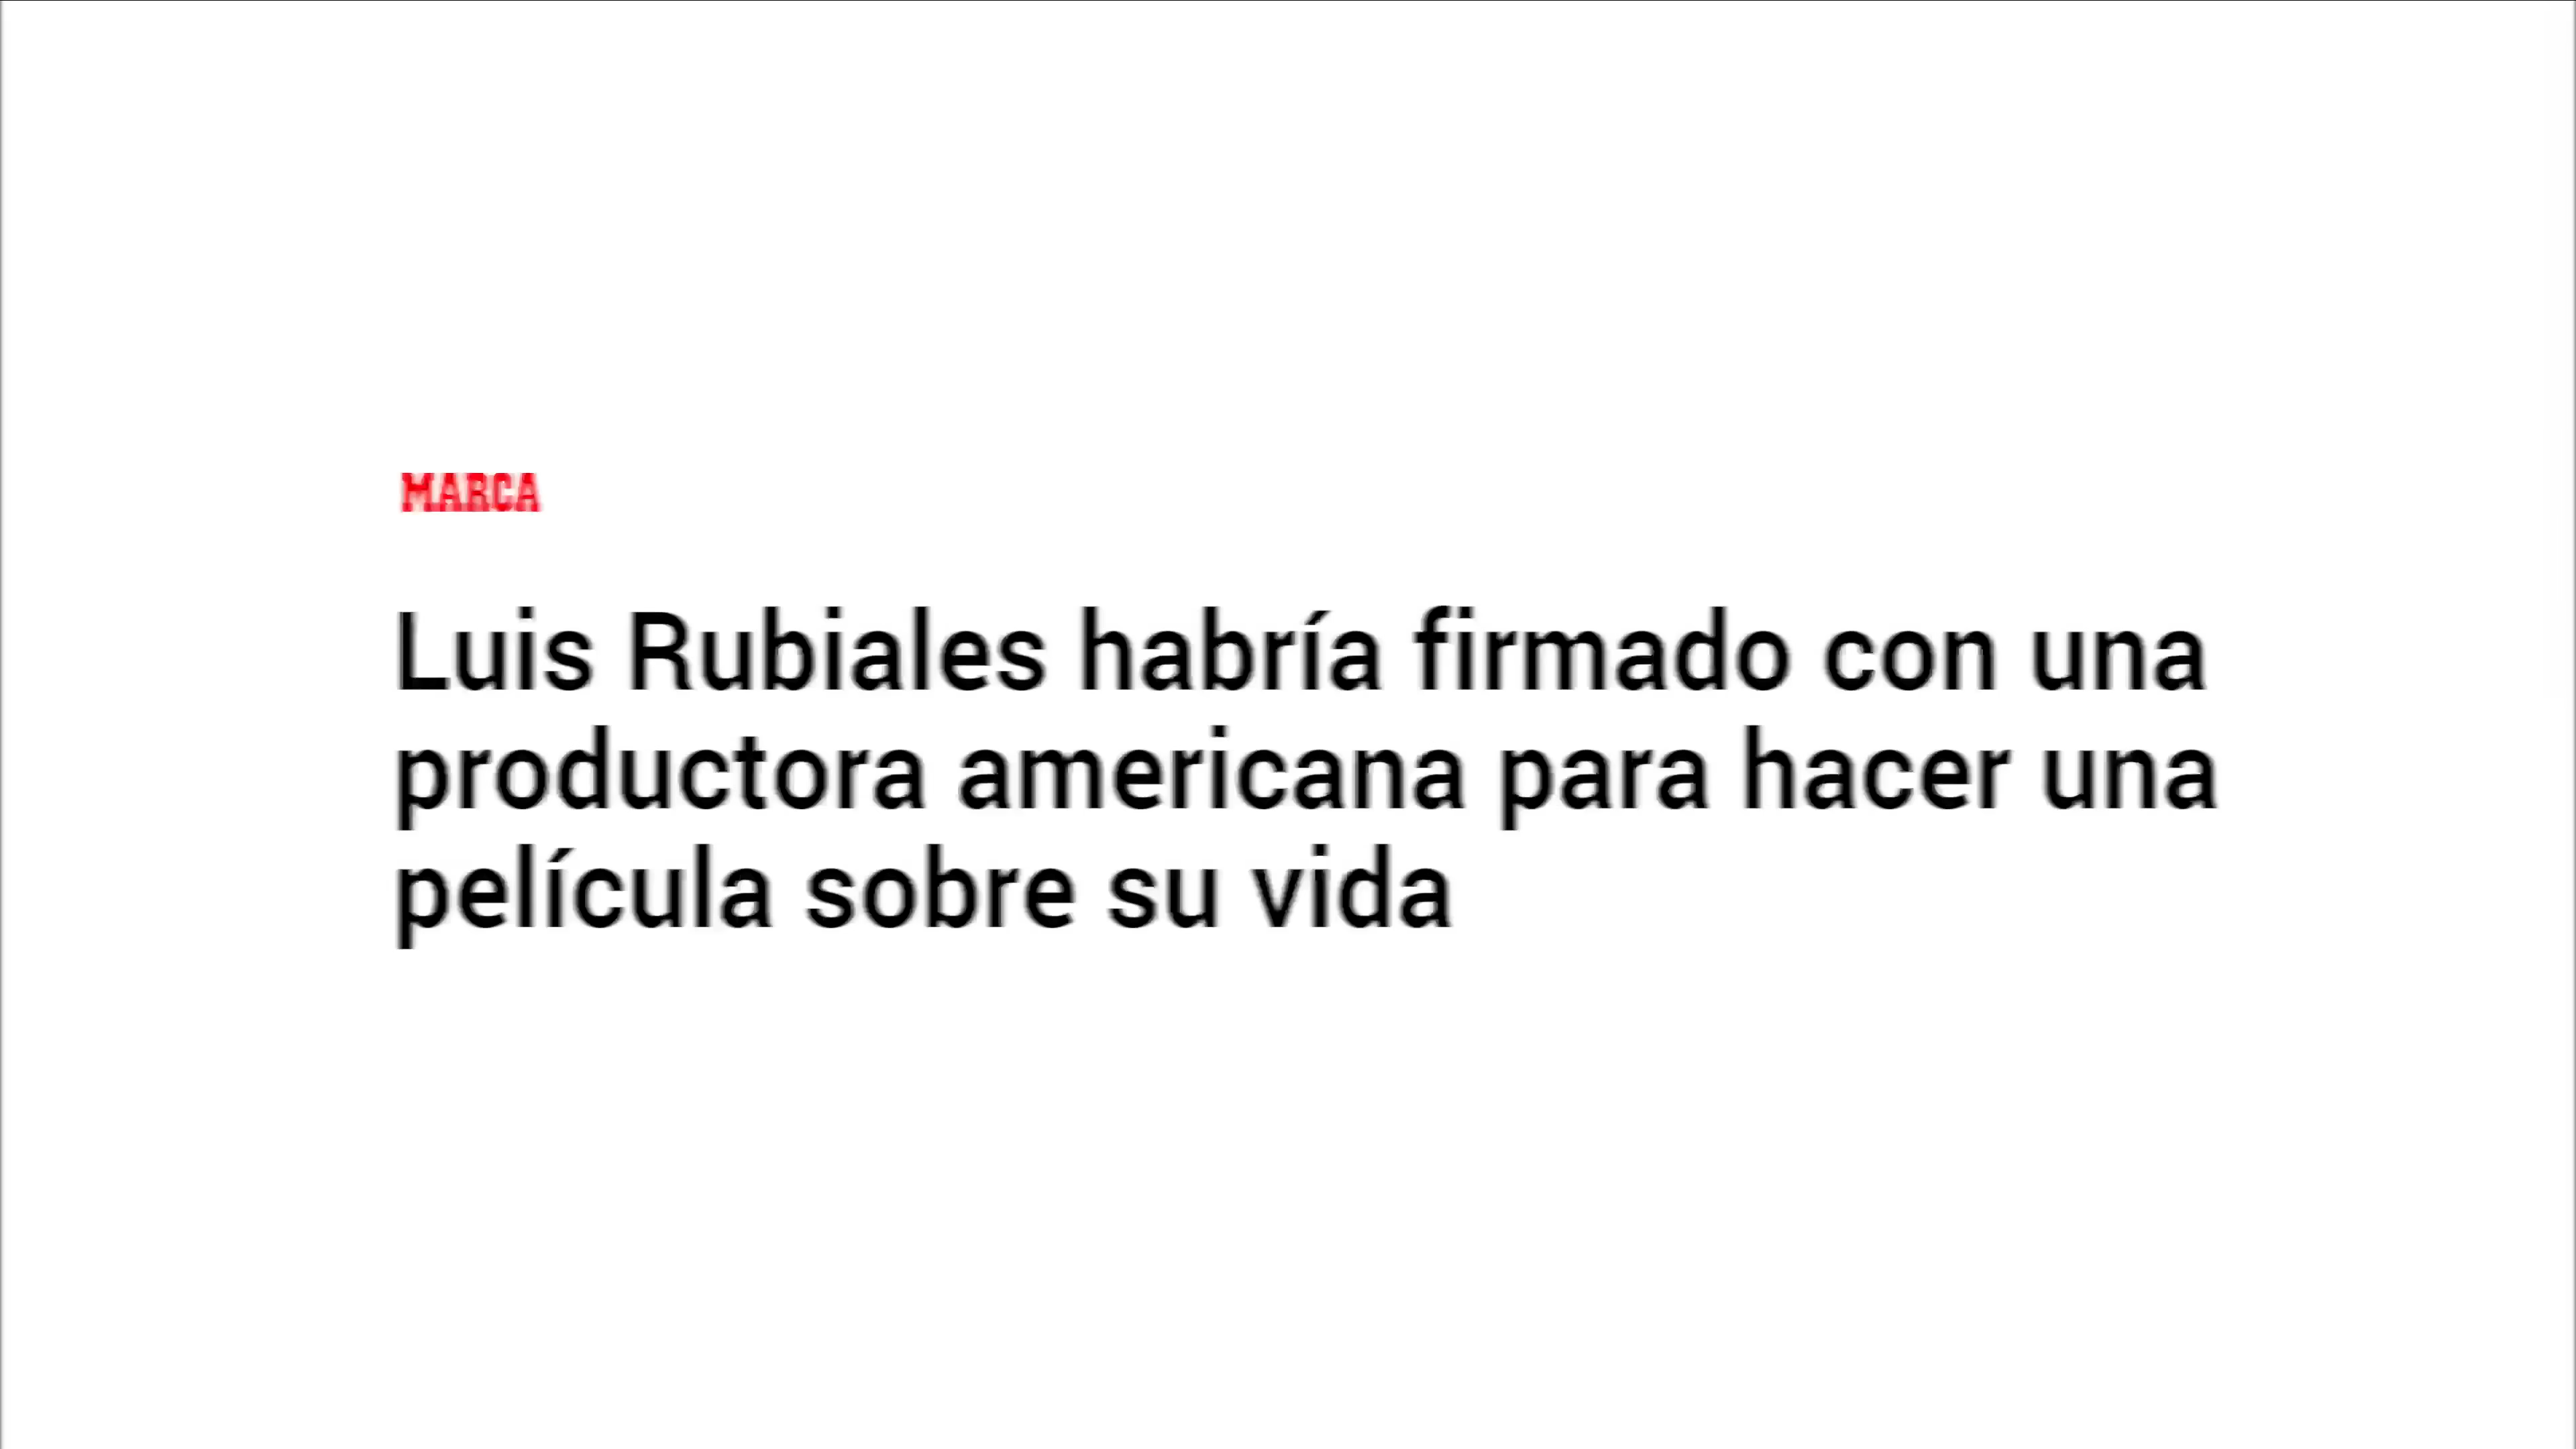 MARCA
Luis Rubiales habría firmado con una
productora americana para hacer una
película sobre su vida